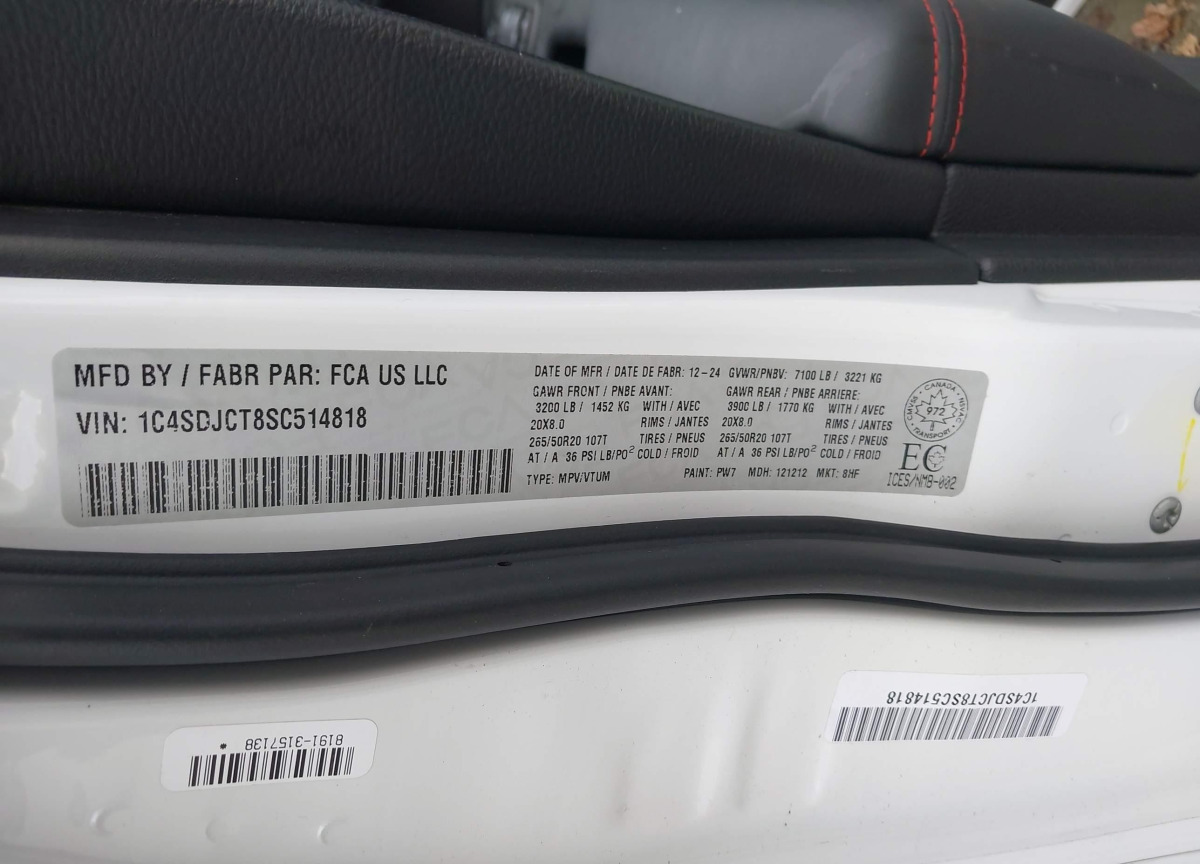 MFD BY / FABR PAR: FCA US LLC
VIN: 1C4SDJCT8SC514818
DATE OF MFR / DATE DE FABR: 12-24 GVWR/PNBV: 7100 LB / 3221 KG
GAWR FRONT / PNBE AVANT: GAWR REAR / PNBE ARRIERE:
3200 LB / 1452 KG WITH / AVEC 3900 LB / 1770 KG WITH / AVEC
20X8.0 RIMS / JANTES 20X8.0 RIMS / JANTES
265/50R20 107T TIRES / PNEUS 265/50R20 107T TIRES / PNEUS
AT / A 36 PSI LB/PO² COLD / FROID AT / A 36 PSI LB/PO² COLD / FROID
TYPE: MPV/VTUM PAINT: PW7 MDH: 121212 MKT: 8HF
CANADA
CMVSS NSVAC
972
TRANSPORT
EC
ICES/NMB-002
1C4SDJCT8SC514818
8191-3157138 *